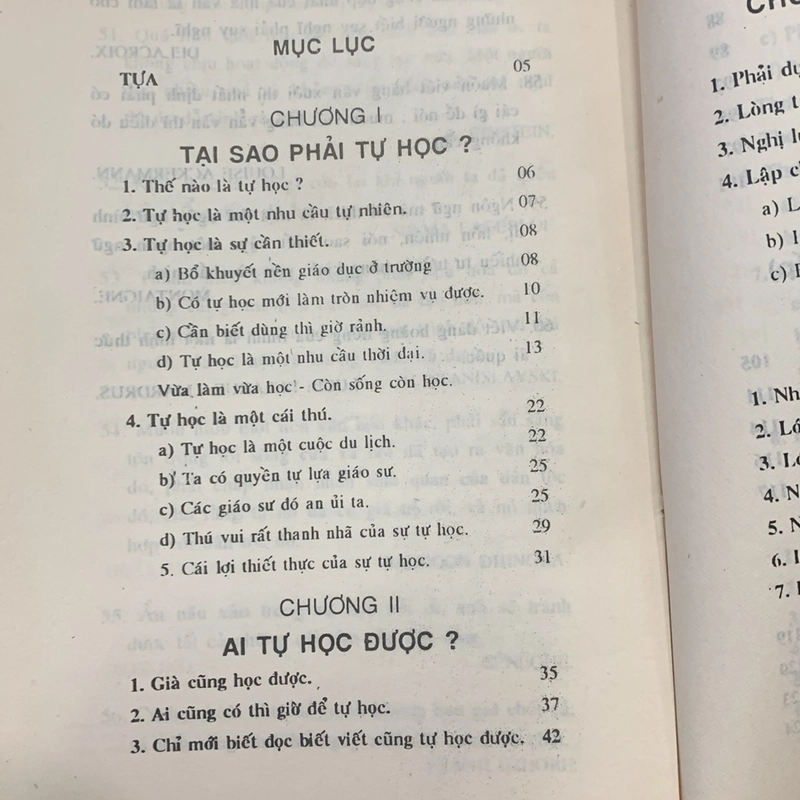 MỤC LỤC
TỰA 05
CHƯƠNG I
TẠI SAO PHẢI TỰ HỌC ?
1. Thế nào là tự học ? 06
2. Tự học là một nhu cầu tự nhiên. 07
3. Tự học là sự cần thiết. 08
a) Bổ khuyết nền giáo dục ở trường 08
b) Có tự học mới làm tròn nhiệm vụ được. 10
c) Cần biết dùng thì giờ rảnh. 11
d) Tự học là một nhu cầu thời đại. 13
Vừa làm vừa học - Còn sống còn học.
4. Tự học là một cái thú. 22
a) Tự học là một cuộc du lịch. 22
b) Ta có quyền tự lựa giáo sư. 25
c) Các giáo sư đó an ủi ta. 25
d) Thú vui rất thanh nhã của sự tự học. 29
5. Cái lợi thiết thực của sự tự học. 31
CHƯƠNG II
AI TỰ HỌC ĐƯỢC ?
1. Già cũng học được. 35
2. Ai cũng có thì giờ để tự học. 37
3. Chỉ mới biết đọc biết viết cũng tự học được. 42
1. Phải
2. Lòng
3. Nghị
4. Lập
a)
b)
c)
1.
2.
3.
4.
5.
6.
7.